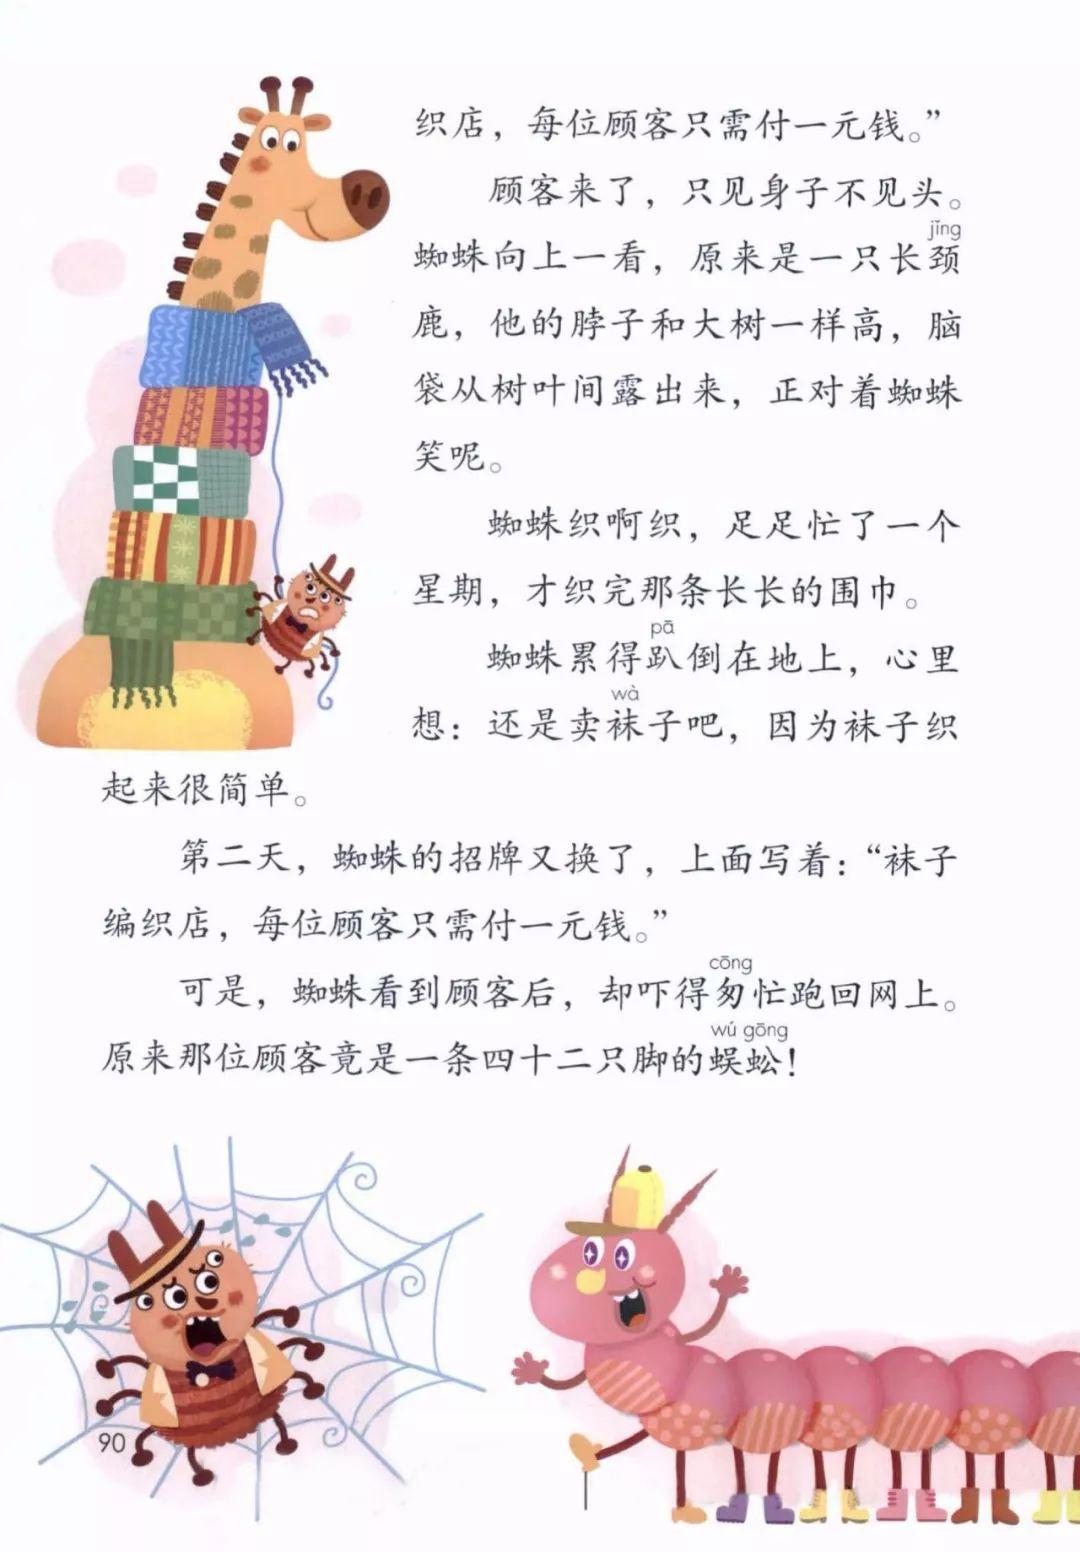 织店，每位顾客只需付一元钱。”
顾客来了，只见身子不见头。
jǐng
蜘蛛向上一看，原来是一只长颈
鹿，他的脖子和大树一样高，脑
袋从树叶间露出来，正对着蜘蛛
笑呢。
蜘蛛织啊织，足足忙了一个
星期，才织完那条长长的围巾。
pā
蜘蛛累得趴倒在地上，心里
wà
想：还是卖袜子吧，因为袜子织
起来很简单。
第二天，蜘蛛的招牌又换了，上面写着：“袜子
编织店，每位顾客只需付一元钱。”
cōng
可是，蜘蛛看到顾客后，却吓得匆忙跑回网上。
wú gōng
原来那位顾客竟是一条四十二只脚的蜈蚣！
90